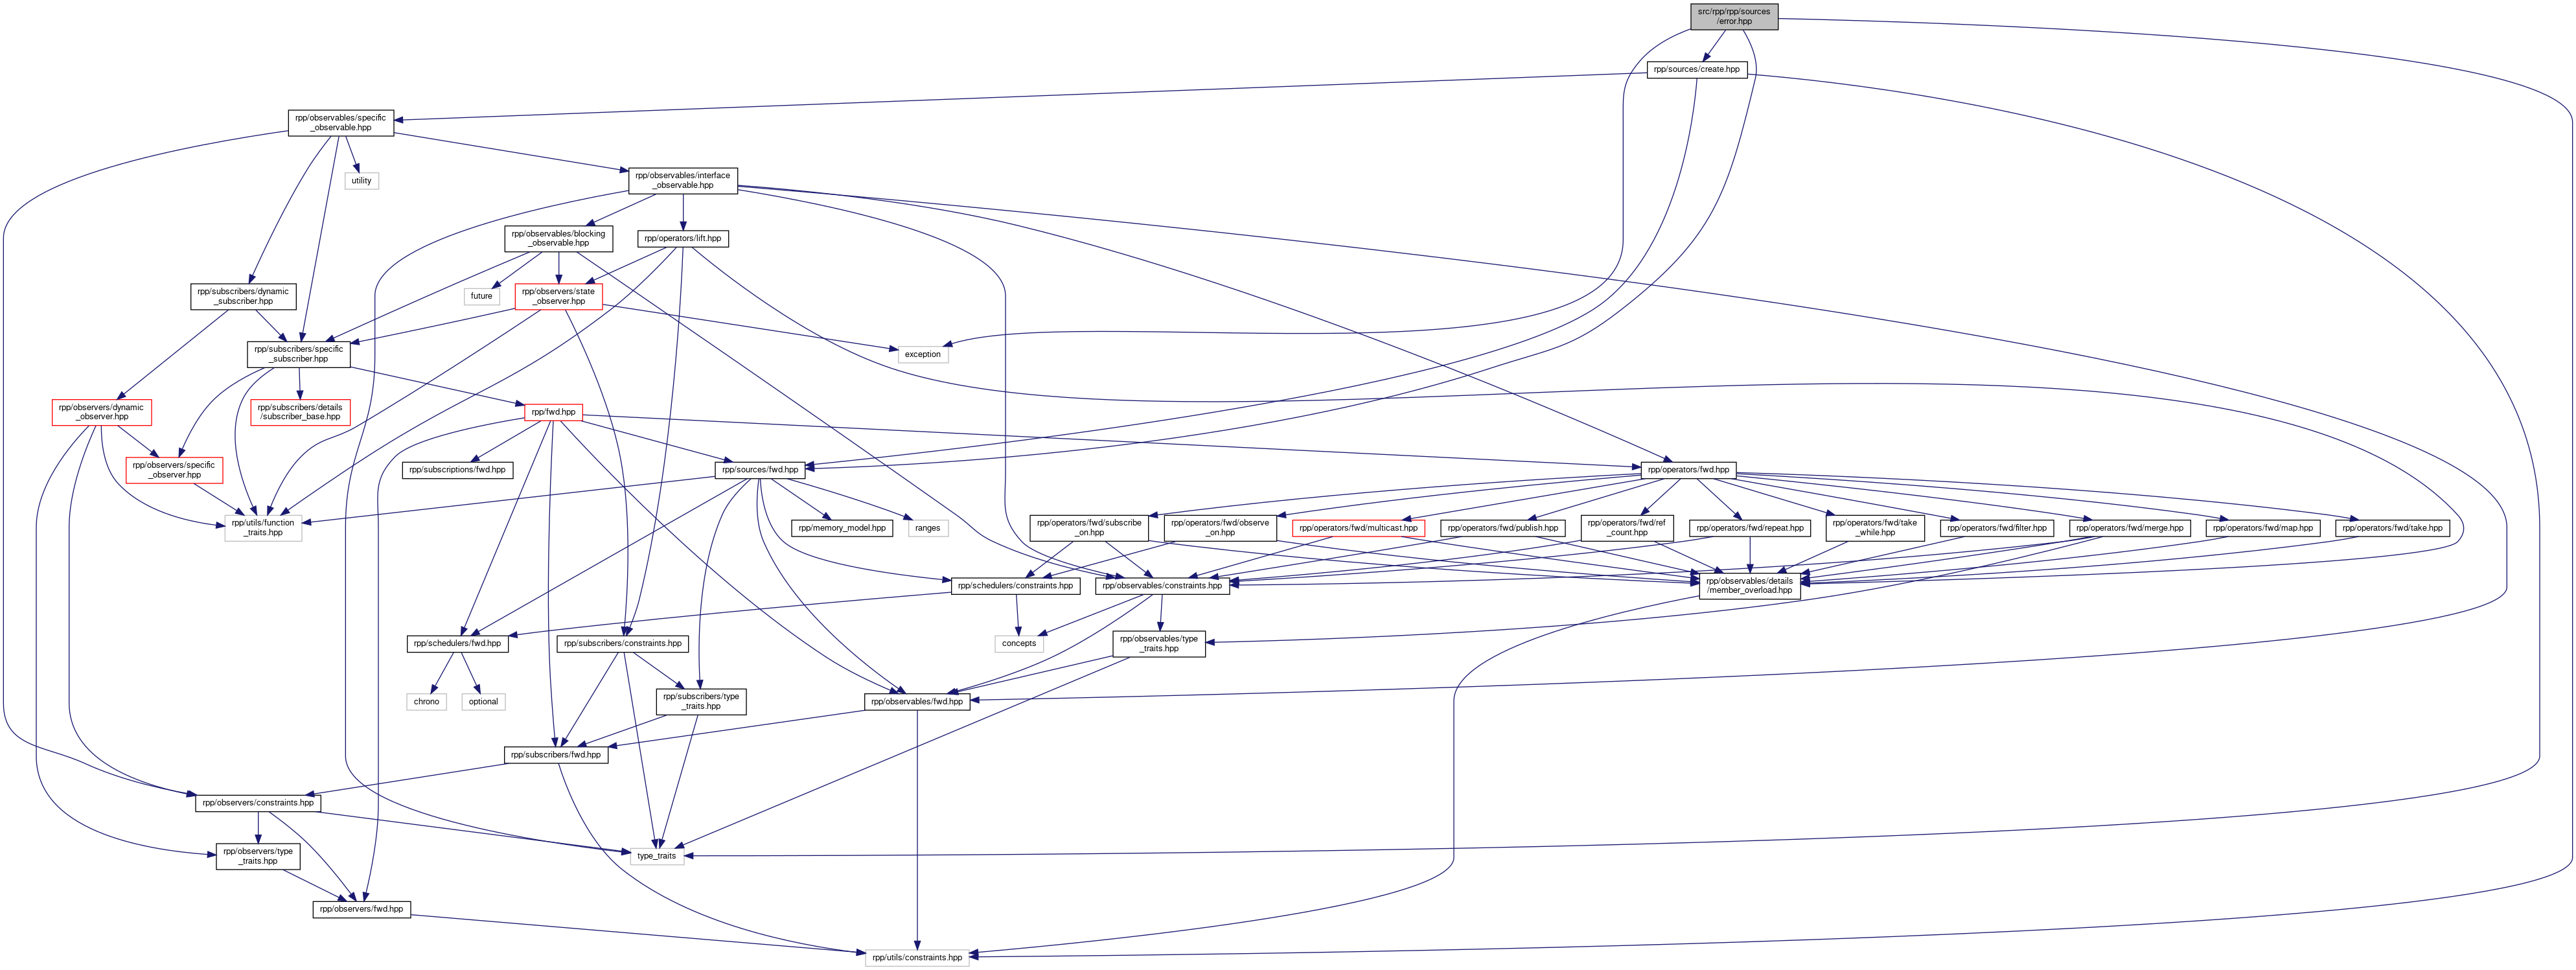 src/rpp/rpp/sources
/error.hpp
rpp/sources/create.hpp
rpp/observables/specific
_observable.hpp
utility
rpp/observables/interface
_observable.hpp
rpp/observables/blocking
_observable.hpp
rpp/operators/lift.hpp
rpp/subscribers/dynamic
_subscriber.hpp
future
rpp/observers/state
_observer.hpp
rpp/subscribers/specific
_subscriber.hpp
exception
rpp/observers/dynamic
_observer.hpp
rpp/subscribers/details
/subscriber_base.hpp
rpp/fwd.hpp
rpp/observers/specific
_observer.hpp
rpp/subscriptions/fwd.hpp
rpp/sources/fwd.hpp
rpp/operators/fwd.hpp
rpp/utils/function
_traits.hpp
rpp/memory_model.hpp
ranges
rpp/operators/fwd/subscribe
_on.hpp
rpp/operators/fwd/observe
_on.hpp
rpp/operators/fwd/multicast.hpp
rpp/operators/fwd/publish.hpp
rpp/operators/fwd/ref
_count.hpp
rpp/operators/fwd/repeat.hpp
rpp/operators/fwd/take
_while.hpp
rpp/operators/fwd/filter.hpp
rpp/operators/fwd/merge.hpp
rpp/operators/fwd/map.hpp
rpp/operators/fwd/take.hpp
rpp/schedulers/constraints.hpp
rpp/observables/constraints.hpp
rpp/observables/details
/member_overload.hpp
rpp/schedulers/fwd.hpp
rpp/subscribers/constraints.hpp
concepts
rpp/observables/type
_traits.hpp
chrono
optional
rpp/subscribers/type
_traits.hpp
rpp/observables/fwd.hpp
rpp/subscribers/fwd.hpp
rpp/observers/constraints.hpp
rpp/observers/type
_traits.hpp
type_traits
rpp/observers/fwd.hpp
rpp/utils/constraints.hpp